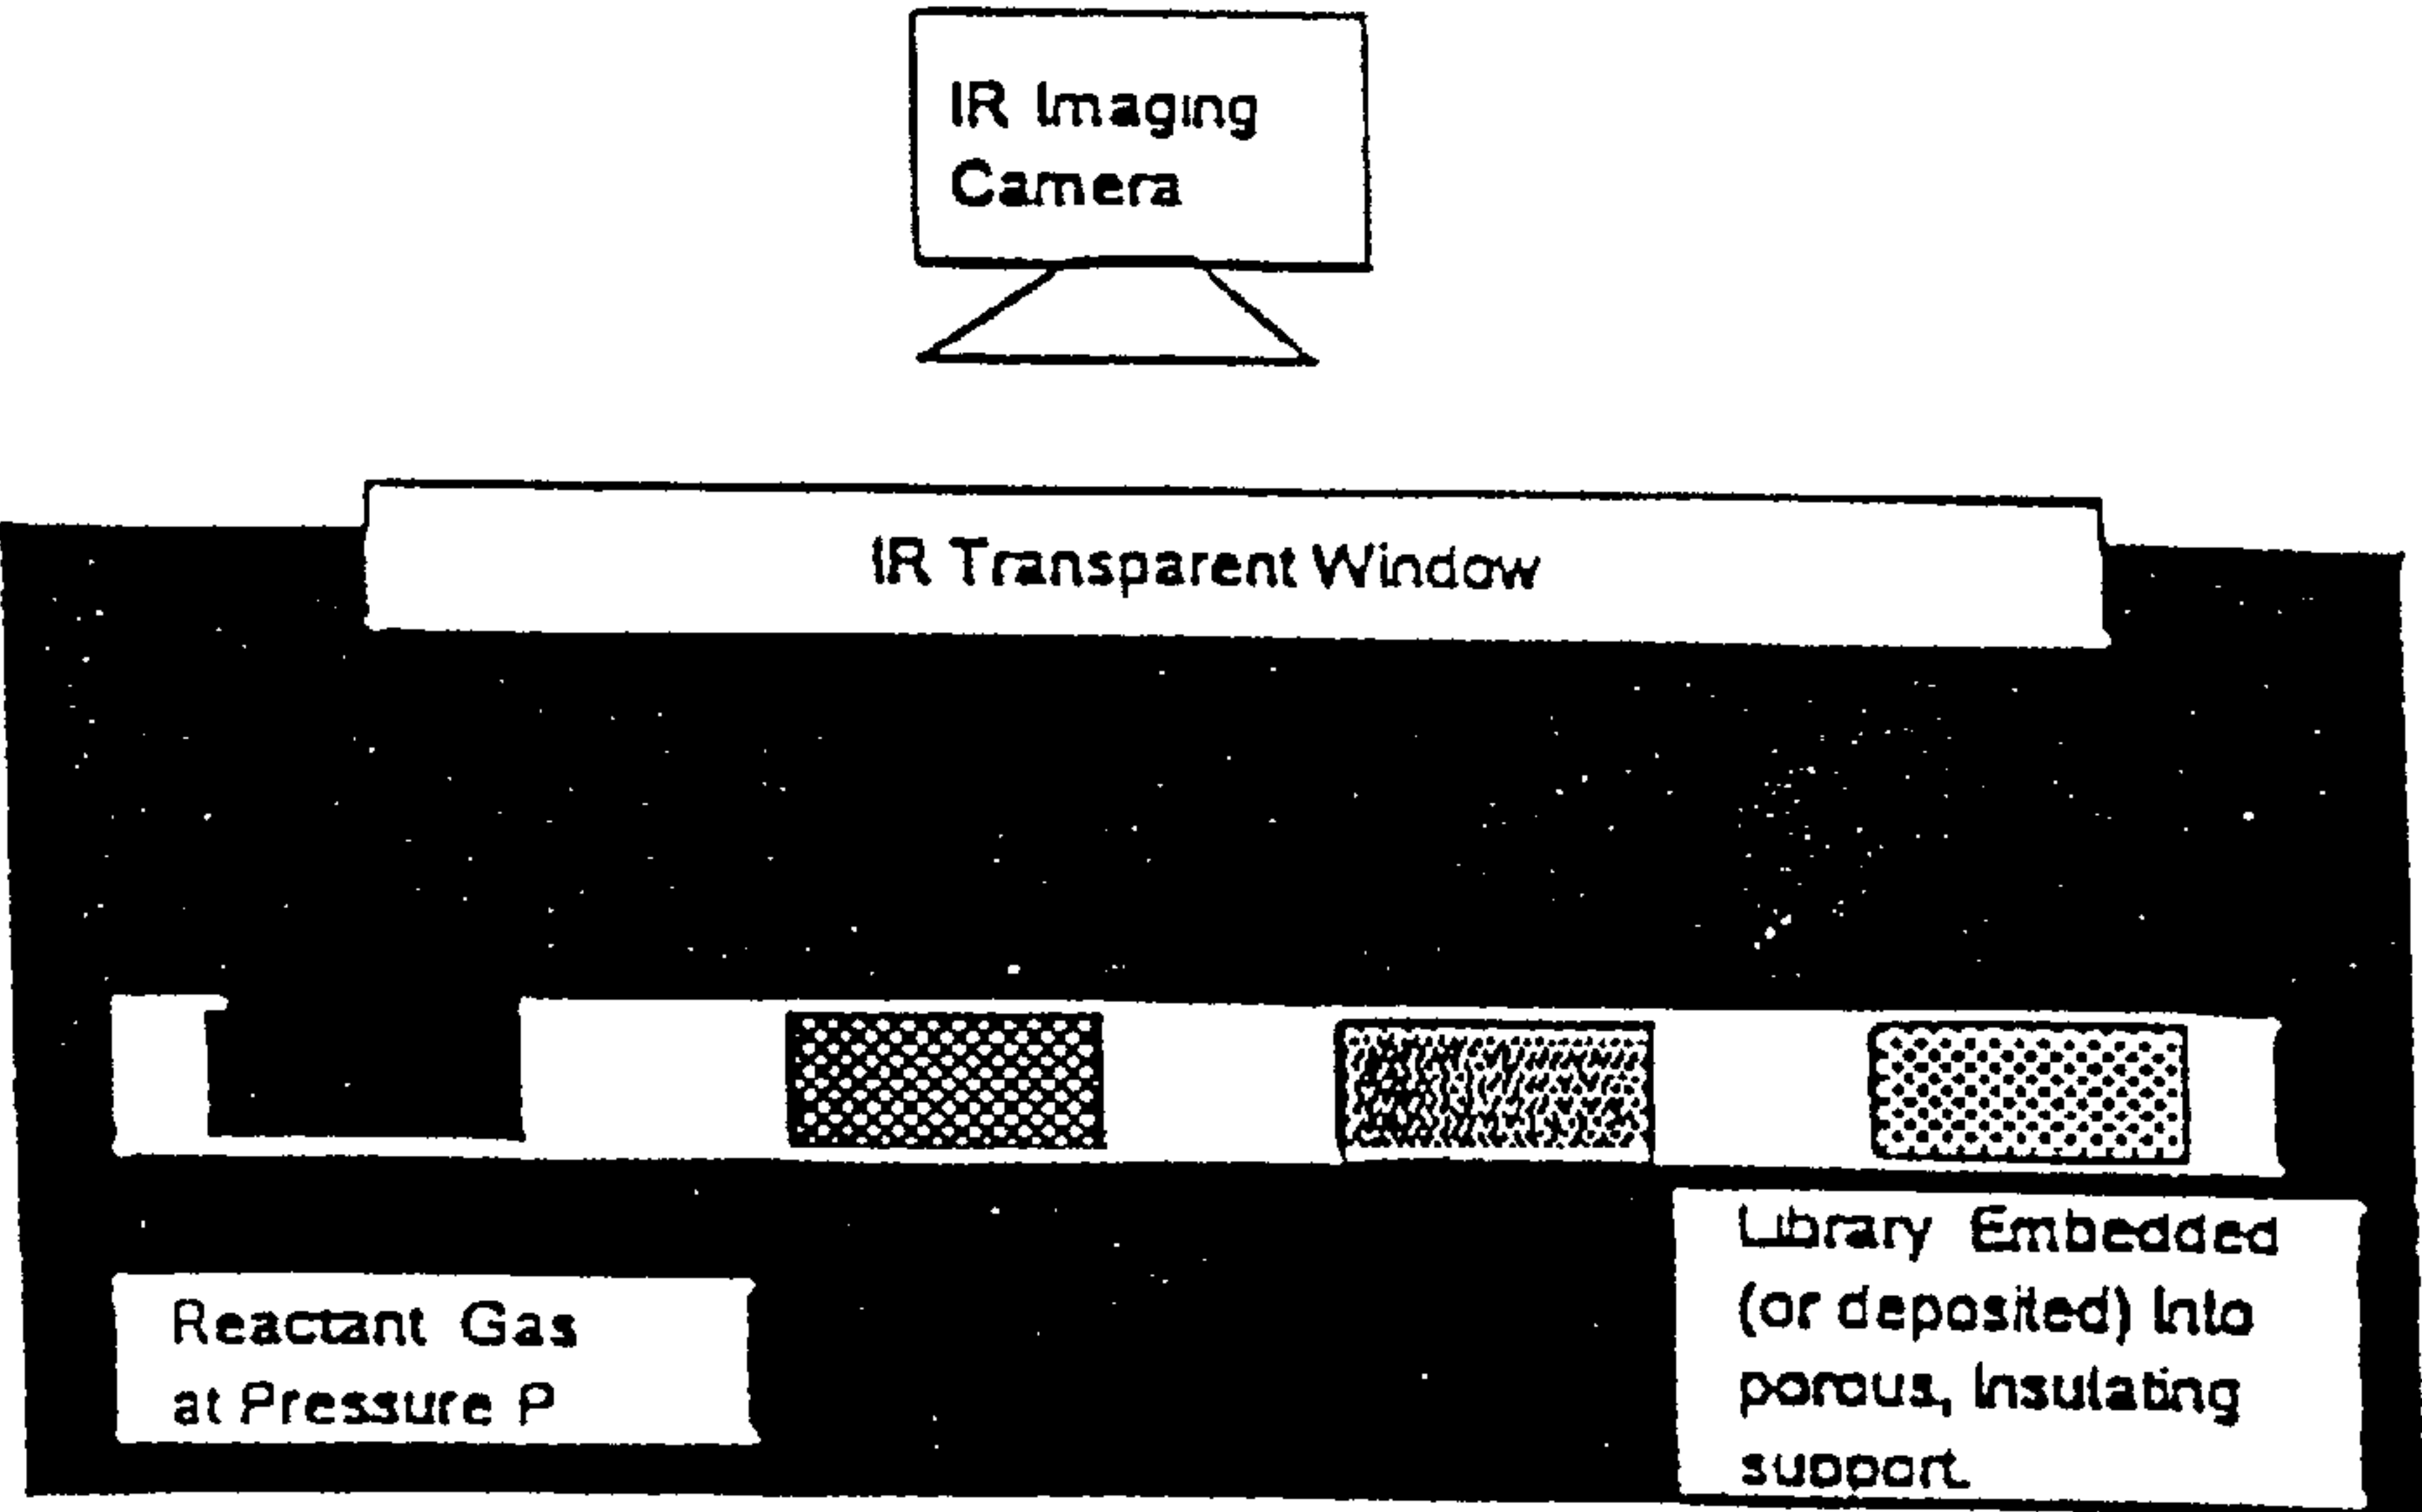 IR Imaging
Camera
IR Transparent Window
Reactant Gas
at Pressure P
Library Embedded
(or deposited) Into
porous, Insulating
support